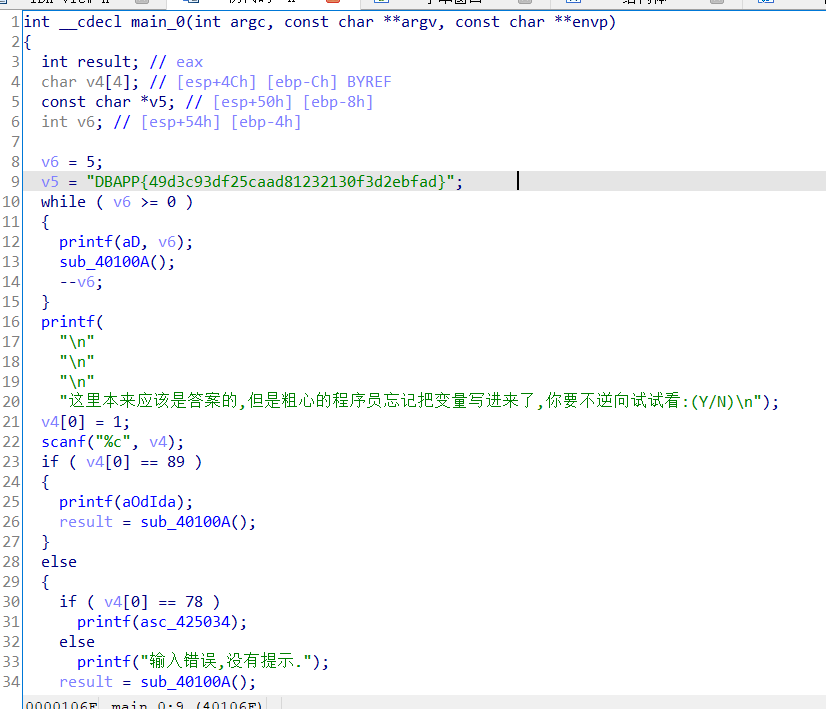 1 int __cdecl main_0(int argc, const char **argv, const char **envp)
2 {
3 int result; // eax
4 char v4[4]; // [esp+4Ch] [ebp-Ch] BYREF
5 const char *v5; // [esp+50h] [ebp-8h]
6 int v6; // [esp+54h] [ebp-4h]
7
8 v6 = 5;
9 v5 = "DBAPP{49d3c93df25caad81232130f3d2ebfad}";
10 while ( v6 >= 0 )
11 {
12 printf(aD, v6);
13 sub_40100A();
14 --v6;
15 }
16 printf(
17 "\n"
18 "\n"
19 "\n"
20 "这里本来应该是答案的,但是粗心的程序员忘记把变量写进来了,你要不逆向试试看:(Y/N)\n");
21 v4[0] = 1;
22 scanf("%c", v4);
23 if ( v4[0] == 89 )
24 {
25 printf(aOdIda);
26 result = sub_40100A();
27 }
28 else
29 {
30 if ( v4[0] == 78 )
31 printf(asc_425034);
32 else
33 printf("输入错误,没有提示.");
34 result = sub_40100A();
0000106F main_0:9 (40106F)